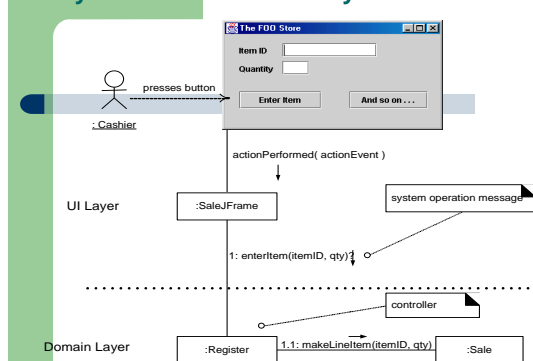 The FOO Store
Item ID
Quantity
Enter Item
And so on . . .
presses button
: Cashier
actionPerformed( actionEvent )
UI Layer
:SaleJFrame
system operation message
1: enterItem(itemID, qty)?
controller
Domain Layer
:Register
1.1: makeLineItem(itemID, qty)
:Sale